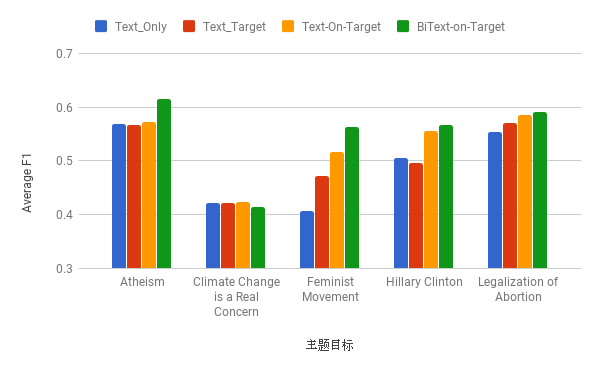 Text_Only Text_Target Text-On-Target BiText-on-Target
0.7
0.6
0.5
0.4
0.3
Average F1
Atheism
Climate Change
is a Real
Concern
Feminist
Movement
Hillary Clinton
Legalization of
Abortion
主题目标